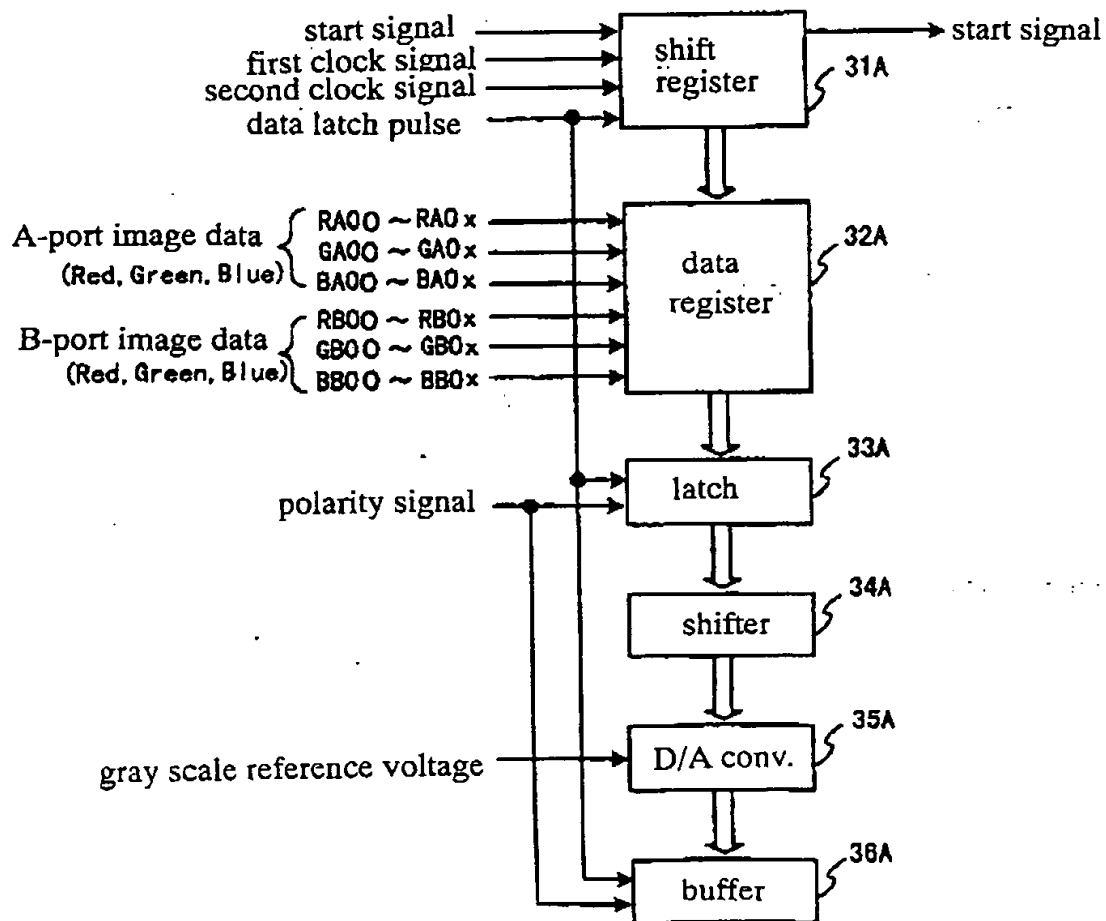 start signal
first clock signal
second clock signal
data latch pulse
shift
register
start signal
31A
A-port image data
(Red, Green, Blue)
RA00 ~ RA0x
GA00 ~ GA0x
BA00 ~ BA0x
B-port image data
(Red, Green, Blue)
RB00 ~ RB0x
GB00 ~ GB0x
BB00 ~ BB0x
data
register
32A
polarity signal
latch
33A
shifter
34A
gray scale reference voltage
D/A conv.
35A
buffer
36A